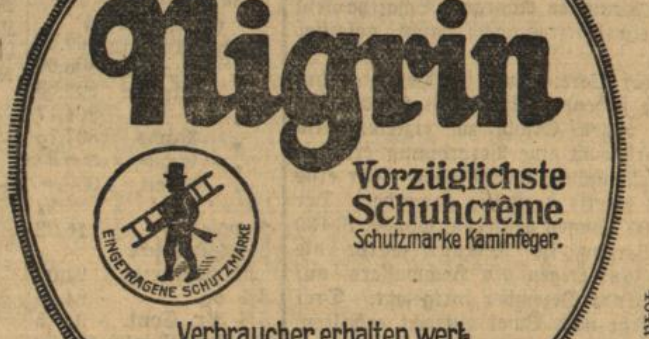 Nigrin
Vorzüglichste
Schuhcrême
Schutzmarke Kaminfeger.
EINGETRAGENE SCHUTZMARKE
Verbraucher erhalten wert-